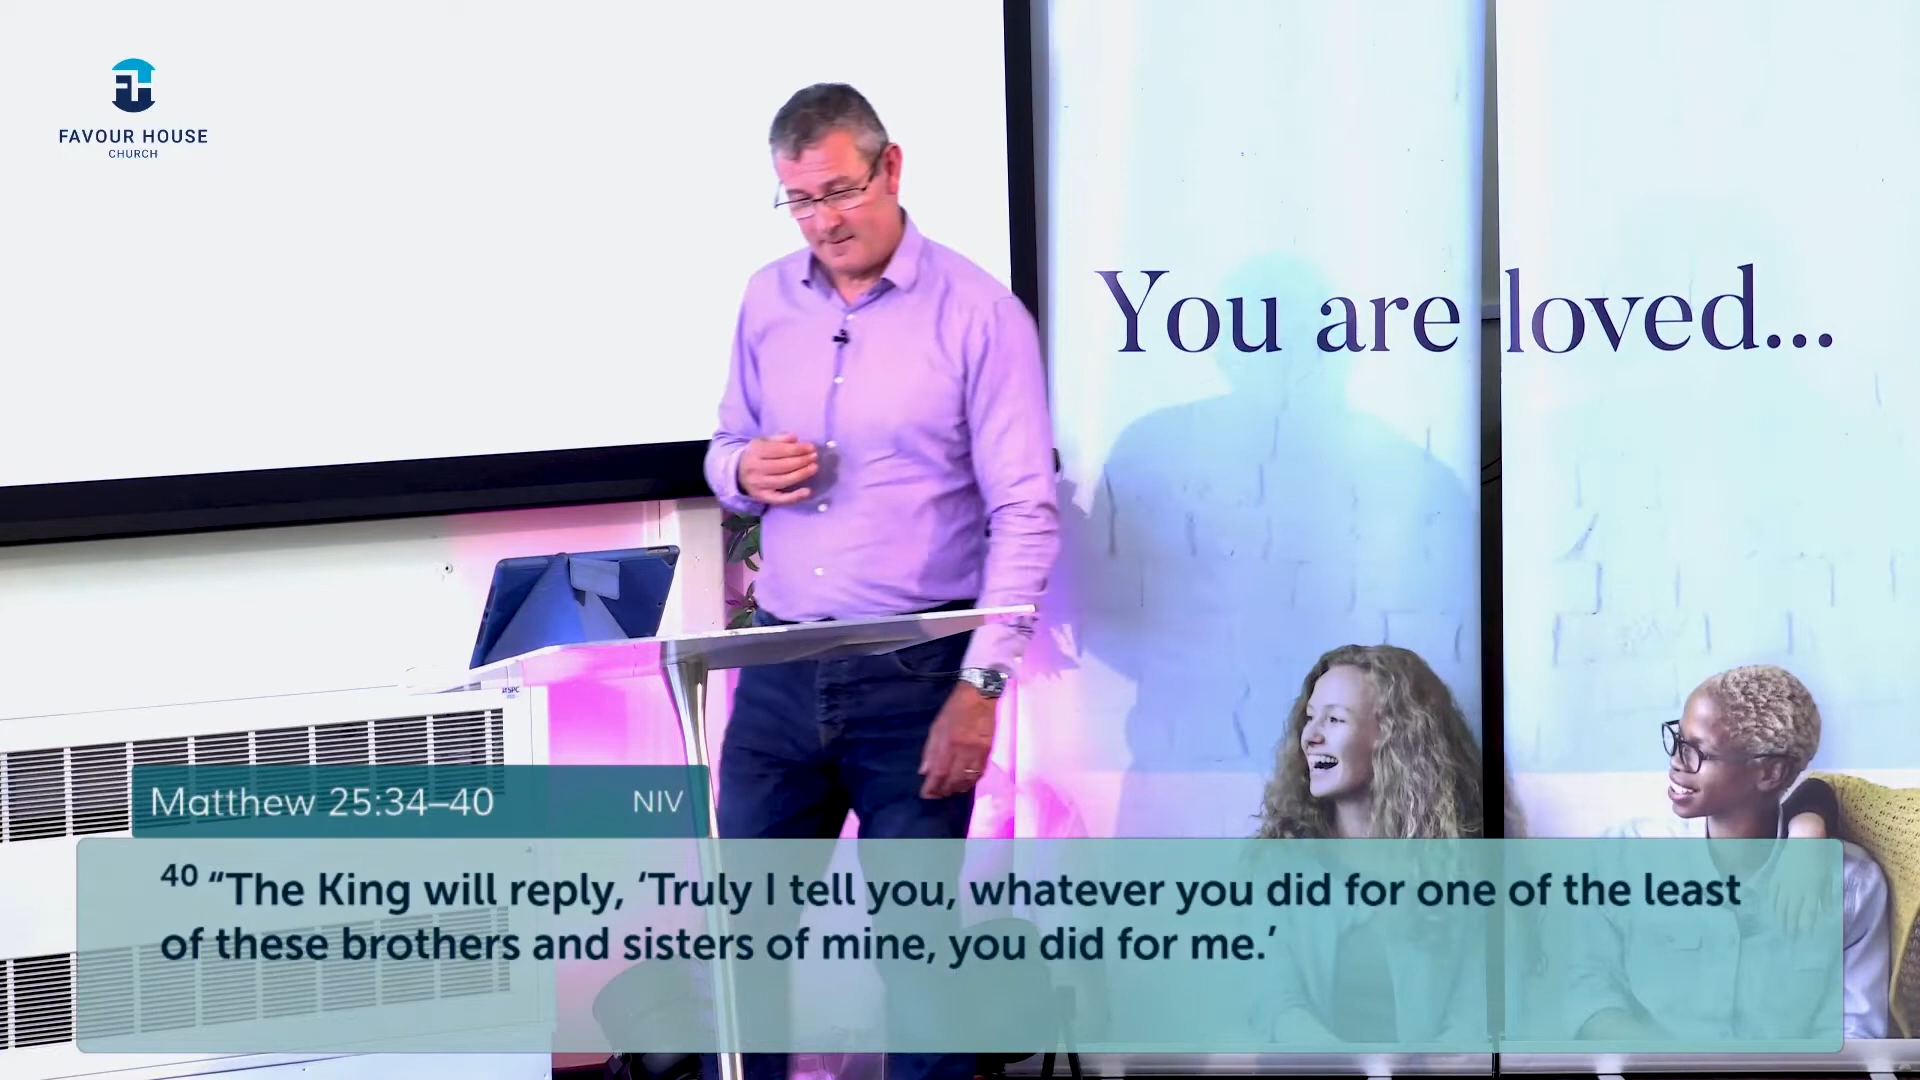 FAVOUR HOUSE
CHURCH
You are loved...
Matthew 25:34–40 NIV
40 “The King will reply, ‘Truly I tell you, whatever you did for one of the least
of these brothers and sisters of mine, you did for me.’